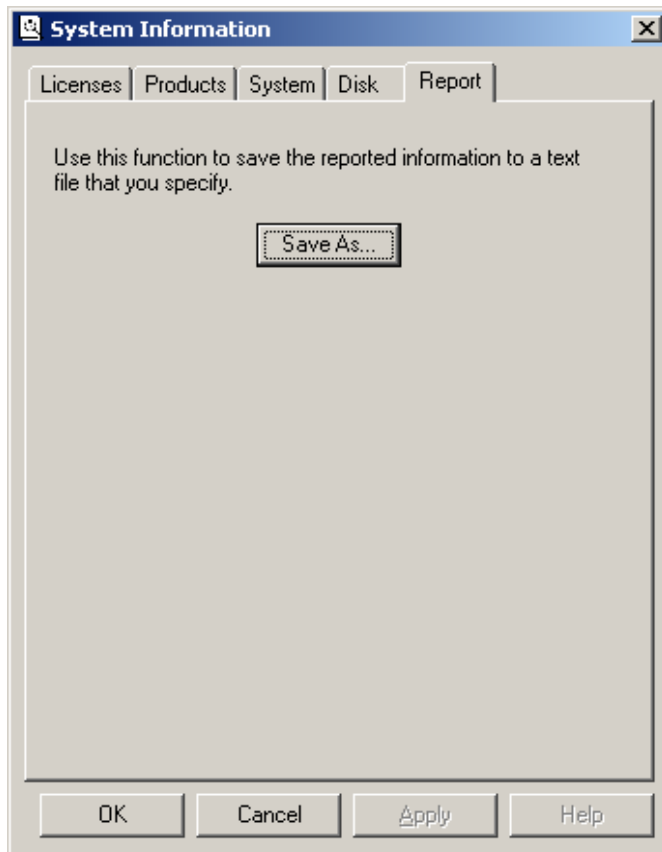 System Information
Licenses Products System Disk Report
Use this function to save the reported information to a text
file that you specify.
Save As...
OK Cancel Apply Help